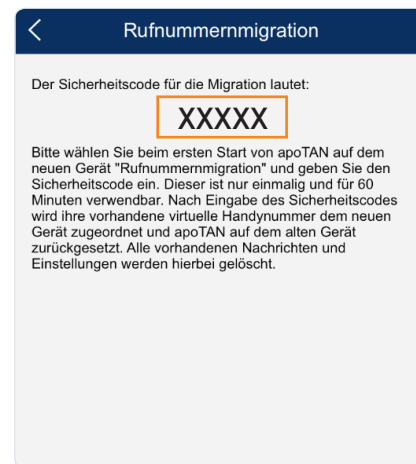 Rufnummernmigration
Der Sicherheitscode für die Migration lautet:
XXXXX
Bitte wählen Sie beim ersten Start von apoTAN auf dem
neuen Gerät "Rufnummernmigration" und geben Sie den
Sicherheitscode ein. Dieser ist nur einmalig und für 60
Minuten verwendbar. Nach Eingabe des Sicherheitscodes
wird ihre vorhandene virtuelle Handynummer dem neuen
Gerät zugeordnet und apoTAN auf dem alten Gerät
zurückgesetzt. Alle vorhandenen Nachrichten und
Einstellungen werden hierbei gelöscht.